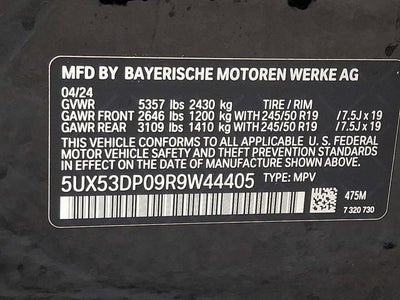 MFD BY BAYERISCHE MOTOREN WERKE AG
04/24
GVWR 5357 lbs 2430 kg TIRE / RIM
GAWR FRONT 2646 lbs 1200 kg WITH 245/50 R19 /7.5J x 19
GAWR REAR 3109 lbs 1410 kg WITH 245/50 R19 /7.5J x 19
THIS VEHICLE CONFORMS TO ALL APPLICABLE U.S. FEDERAL
MOTOR VEHICLE SAFETY AND THEFT PREVENTION STANDARDS
IN EFFECT ON THE DATE OF MANUFACTURE SHOWN ABOVE.
5UX53DP09R9W44405 TYPE: MPV
475M
7 320 730